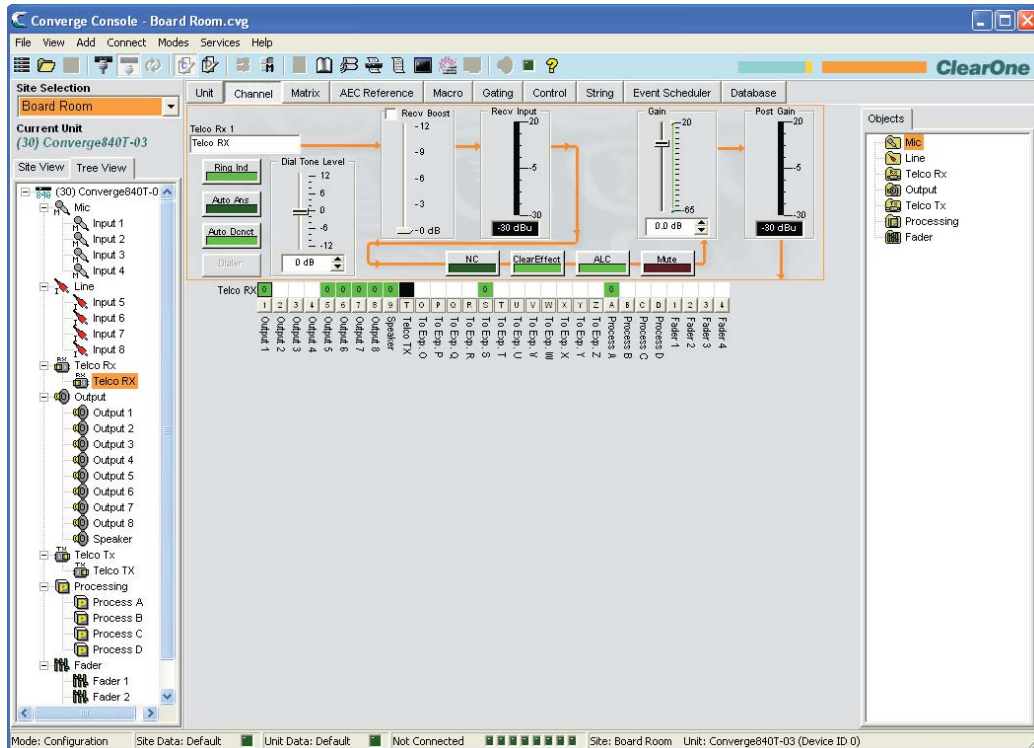 Converge Console - Board Room.cvg
File View Add Connect Modes Services Help
ClearOne
Site Selection
Board Room
Current Unit
(30) Converge840T-03
Site View Tree View
Unit Channel Matrix AEC Reference Macro Gating Control String Event Scheduler Database
Objects
(30) Converge840T-0
Mic
Input 1
Input 2
Input 3
Input 4
Line
Input 5
Input 6
Input 7
Input 8
Telco Rx
Telco RX
Output
Output 1
Output 2
Output 3
Output 4
Output 5
Output 6
Output 7
Output 8
Speaker
Telco Tx
Telco TX
Processing
Process A
Process B
Process C
Process D
Fader
Fader 1
Fader 2
Telco Rx 1
Telco RX
Ring Ind
Auto Ans
Auto Dcnct
Dialer
Dial Tone Level
12
6
0
-6
-12
0 dB
Recv Boost
-12
-9
-6
-3
-0 dB
Recv Input
20
-5
-30
-30 dBu
Gain
20
-65
0.0 dB
Post Gain
20
-5
-30
-30 dBu
NC ClearEffect ALC Mute
Telco RX 0 0 0 0 0 0 0 0
1 2 3 4 5 6 7 8 9 T O P Q R S T U V W X Y Z A B C D 1 2 3 4
Output 1
Output 2
Output 3
Output 4
Output 5
Output 6
Output 7
Output 8
Speaker
Telco TX
To Exp. O
To Exp. P
To Exp. Q
To Exp. R
To Exp. S
To Exp. T
To Exp. U
To Exp. V
To Exp. W
To Exp. X
To Exp. Y
To Exp. Z
Process A
Process B
Process C
Process D
Fader 1
Fader 2
Fader 3
Fader 4
Mic
Line
Telco Rx
Output
Telco Tx
Processing
Fader
Mode: Configuration Site Data: Default Unit Data: Default Not Connected Site: Board Room Unit: Converge840T-03 (Device ID 0)